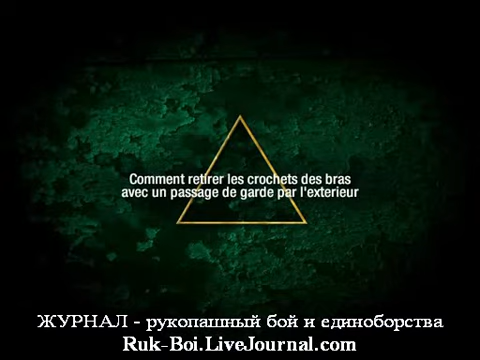 Comment retirer les crochets des bras
avec un passage de garde par l'exterieur
ЖУРНАЛ - рукопашный бой и единоборства
Ruk-Boi.LiveJournal.com